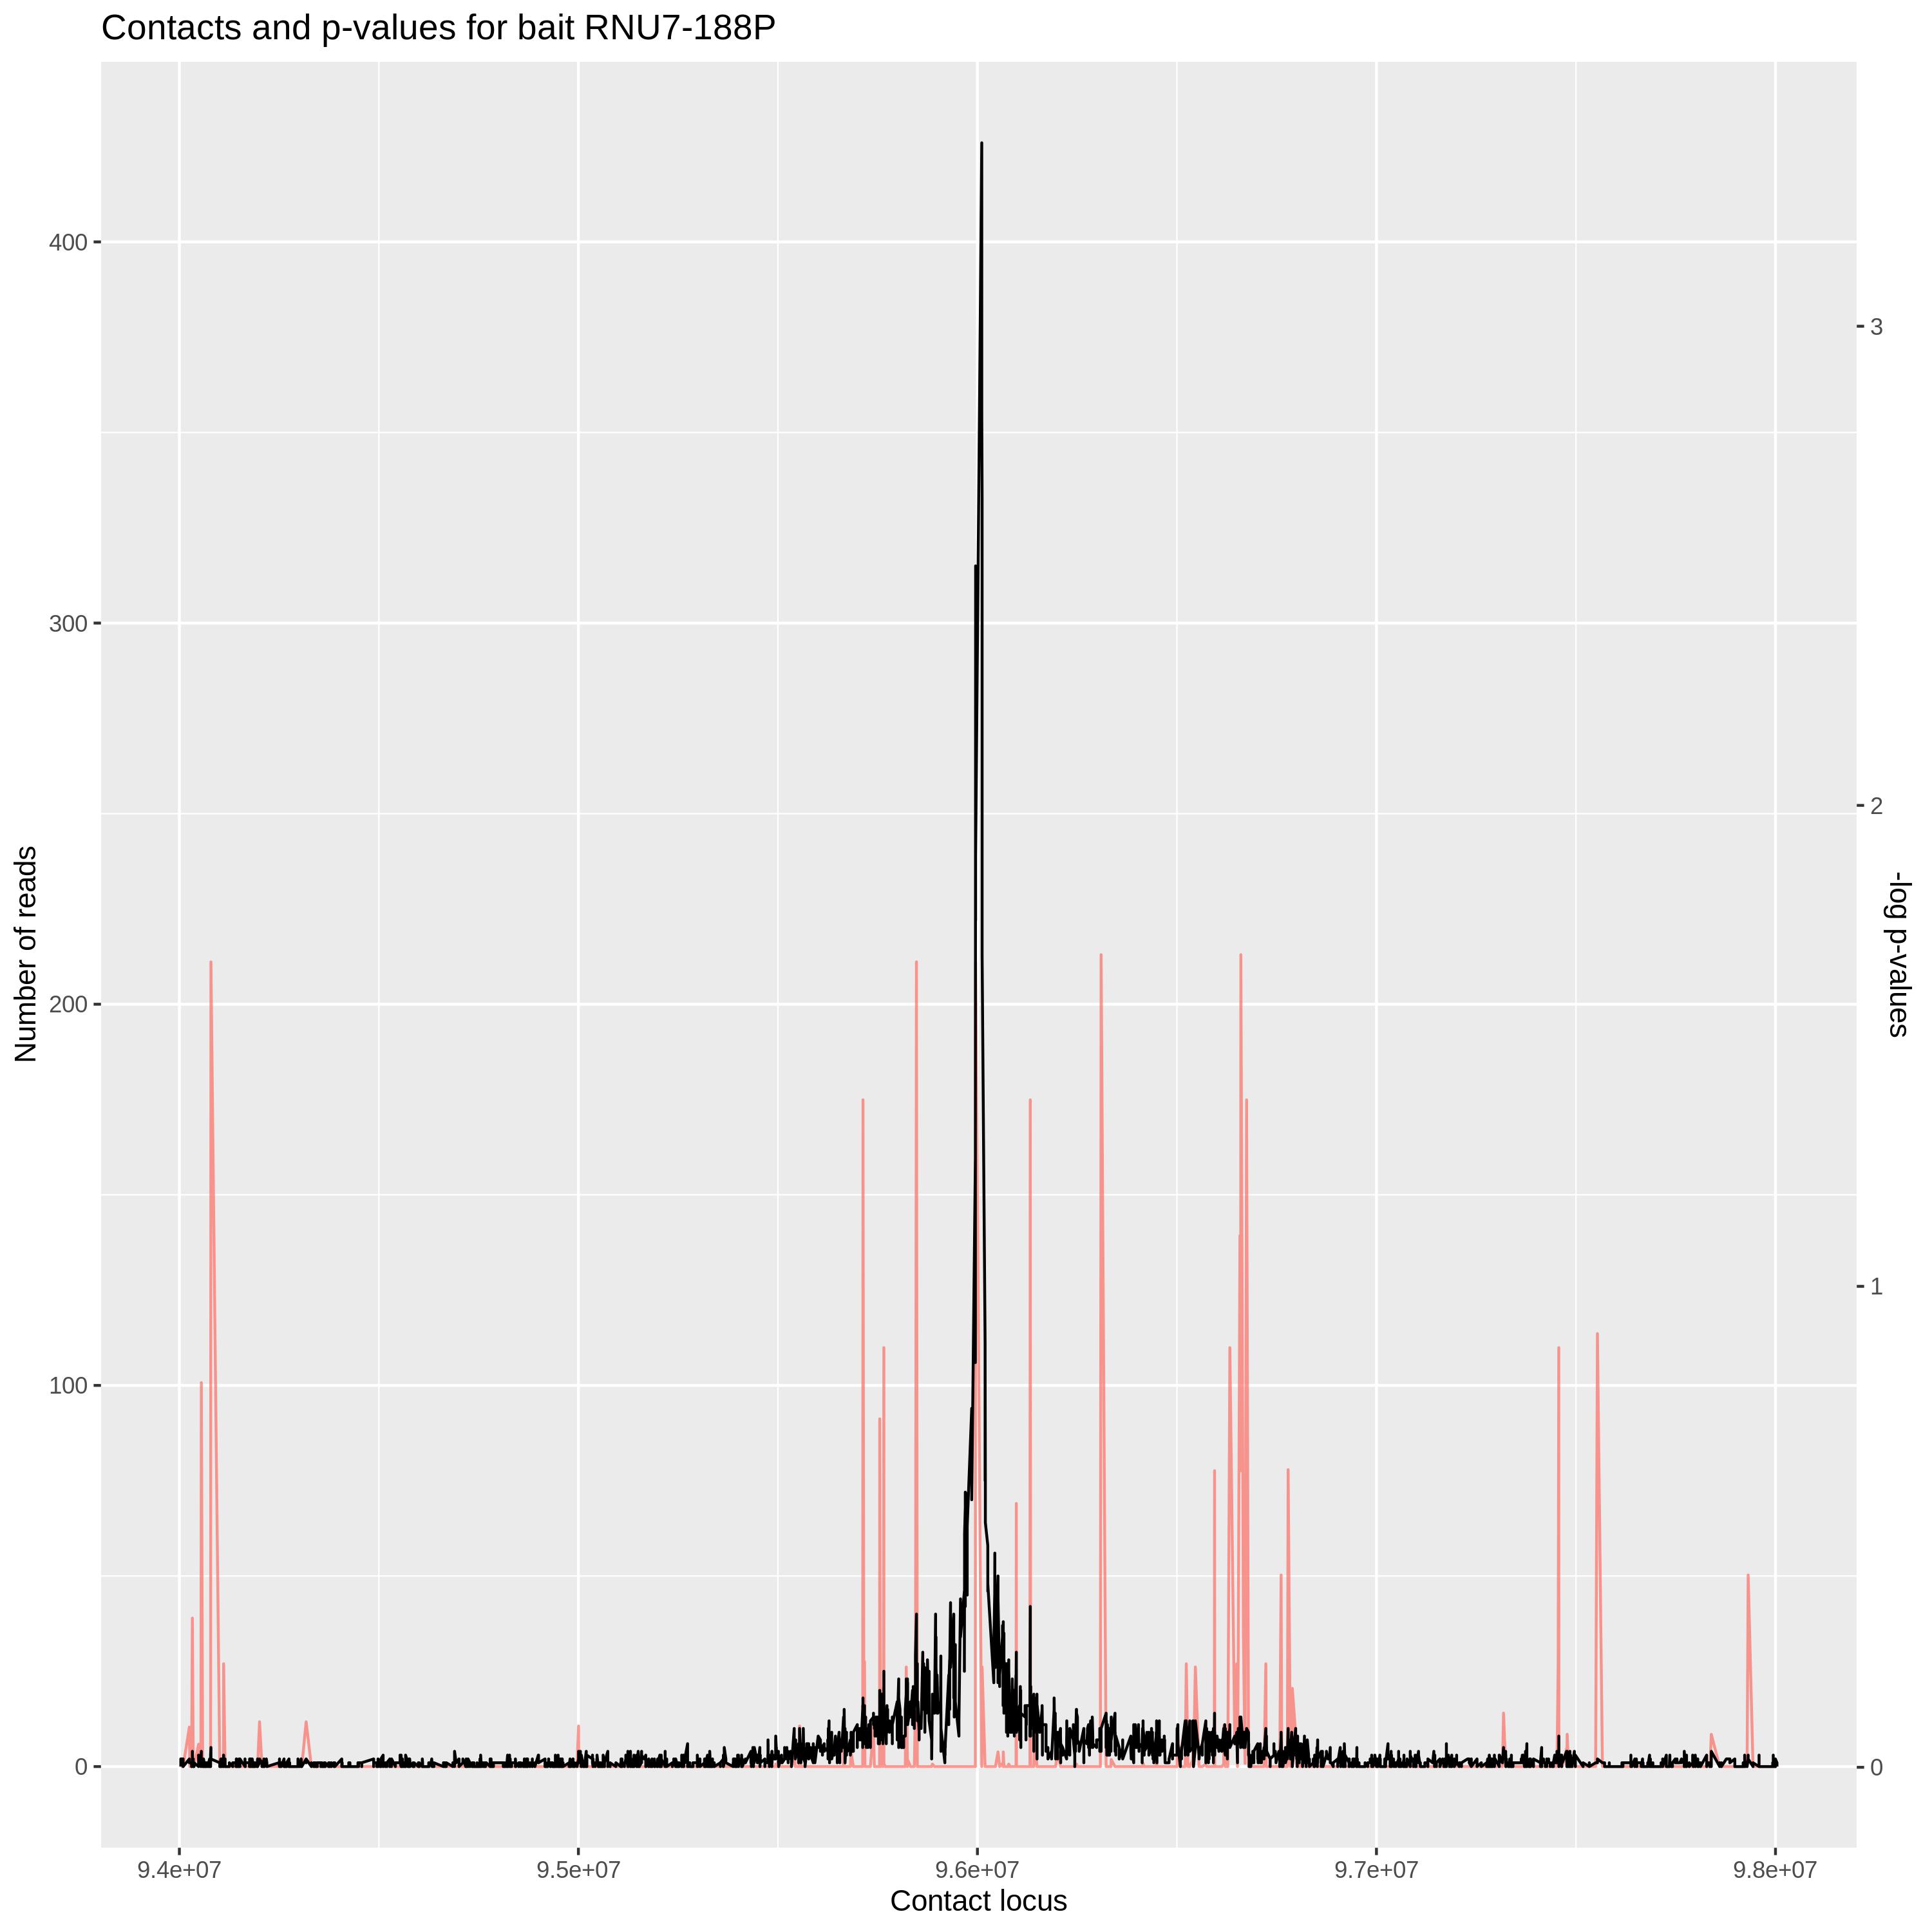 Contacts and p-values for bait RNU7-188P
400
300
200
100
0
Number of reads
3
2
1
0
-log p-values
9.4e+07
9.5e+07
9.6e+07
9.7e+07
9.8e+07
Contact locus